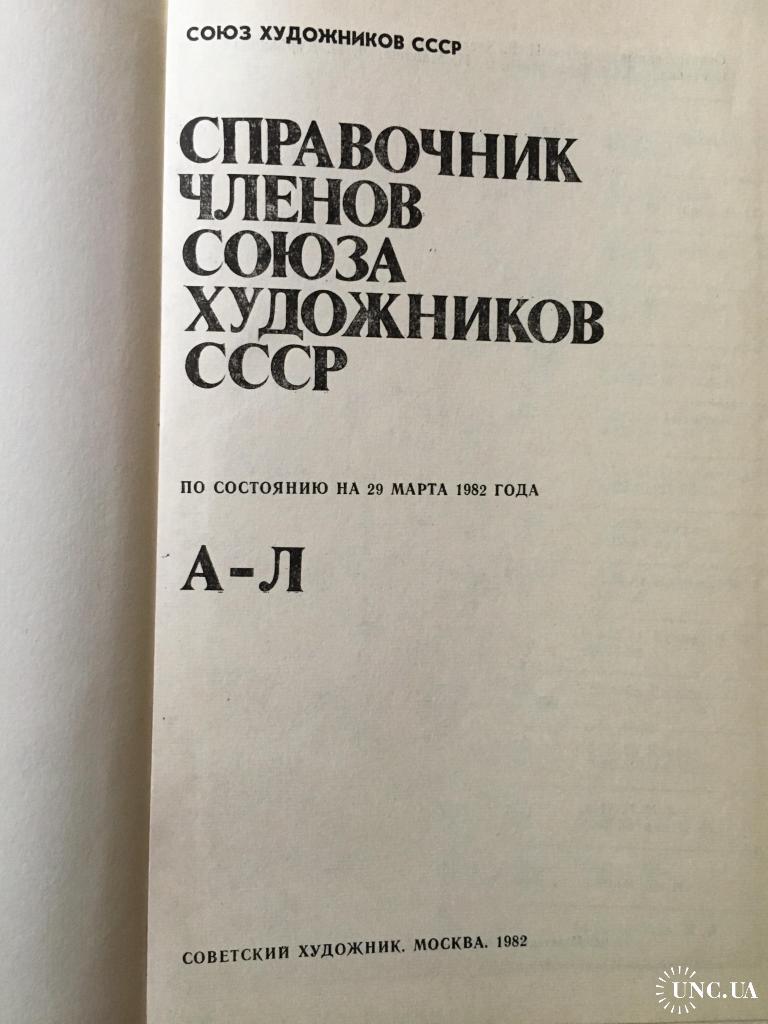 СОЮЗ ХУДОЖНИКОВ СССР
СПРАВОЧНИК
ЧЛЕНОВ
СОЮЗА
ХУДОЖНИКОВ
СССР
ПО СОСТОЯНИЮ НА 29 МАРТА 1982 ГОДА
А-Л
СОВЕТСКИЙ ХУДОЖНИК. МОСКВА. 1982
UNC.UA